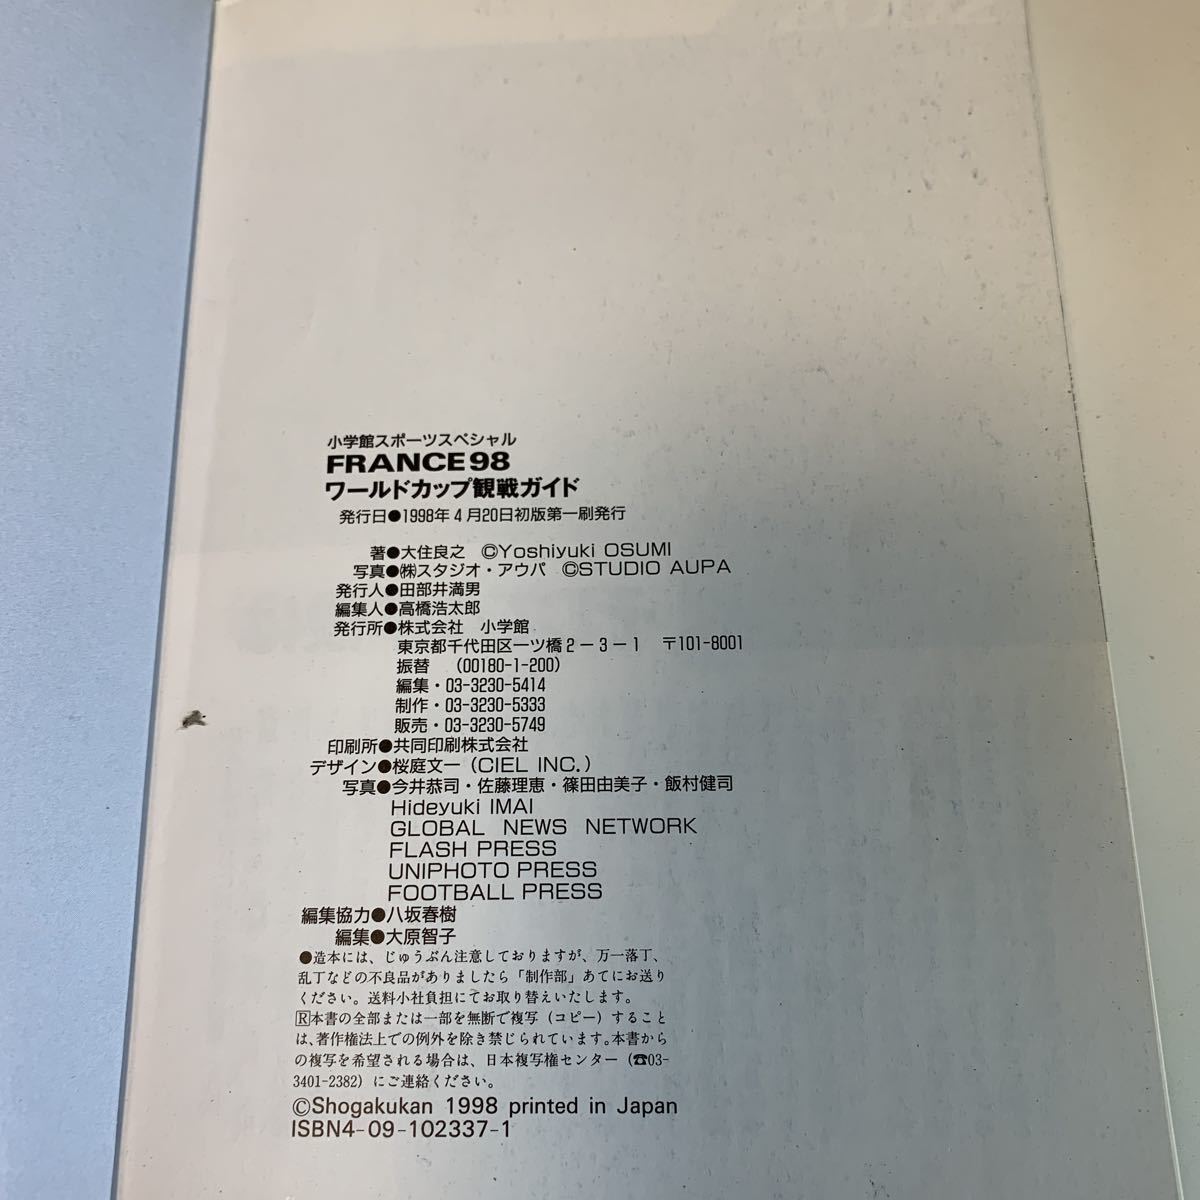 小学館スポーツスペシャル
FRANCE98
ワールドカップ観戦ガイド
発行日●1998年4月20日初版第一刷発行
著●大住良之 ©Yoshiyuki OSUMI
写真●㈱スタジオ・アウパ ©STUDIO AUPA
発行人●田部井満男
編集人●高橋浩太郎
発行所●株式会社 小学館
東京都千代田区一ツ橋2－3－1 〒101-8001
振替 (00180-1-200)
編集・03-3230-5414
制作・03-3230-5333
販売・03-3230-5749
印刷所●共同印刷株式会社
デザイン●桜庭文一(CIEL INC.)
写真●今井恭司・佐藤理恵・篠田由美子・飯村健司
Hideyuki IMAI
GLOBAL NEWS NETWORK
FLASH PRESS
UNIPHOTO PRESS
FOOTBALL PRESS
編集協力●八坂春樹
編集●大原智子
●造本には、じゅうぶん注意しておりますが、万一落丁、
乱丁などの不良品がありましたら「制作部」あてにお送り
ください。送料小社負担にてお取り替えいたします。
Ⓡ本書の全部または一部を無断で複写(コピー)すること
は、著作権法上での例外を除き禁じられています。本書から
の複写を希望される場合は、日本複写権センター(☎03-
3401-2382)にご連絡ください。
©Shogakukan 1998 printed in Japan
ISBN4-09-102337-1